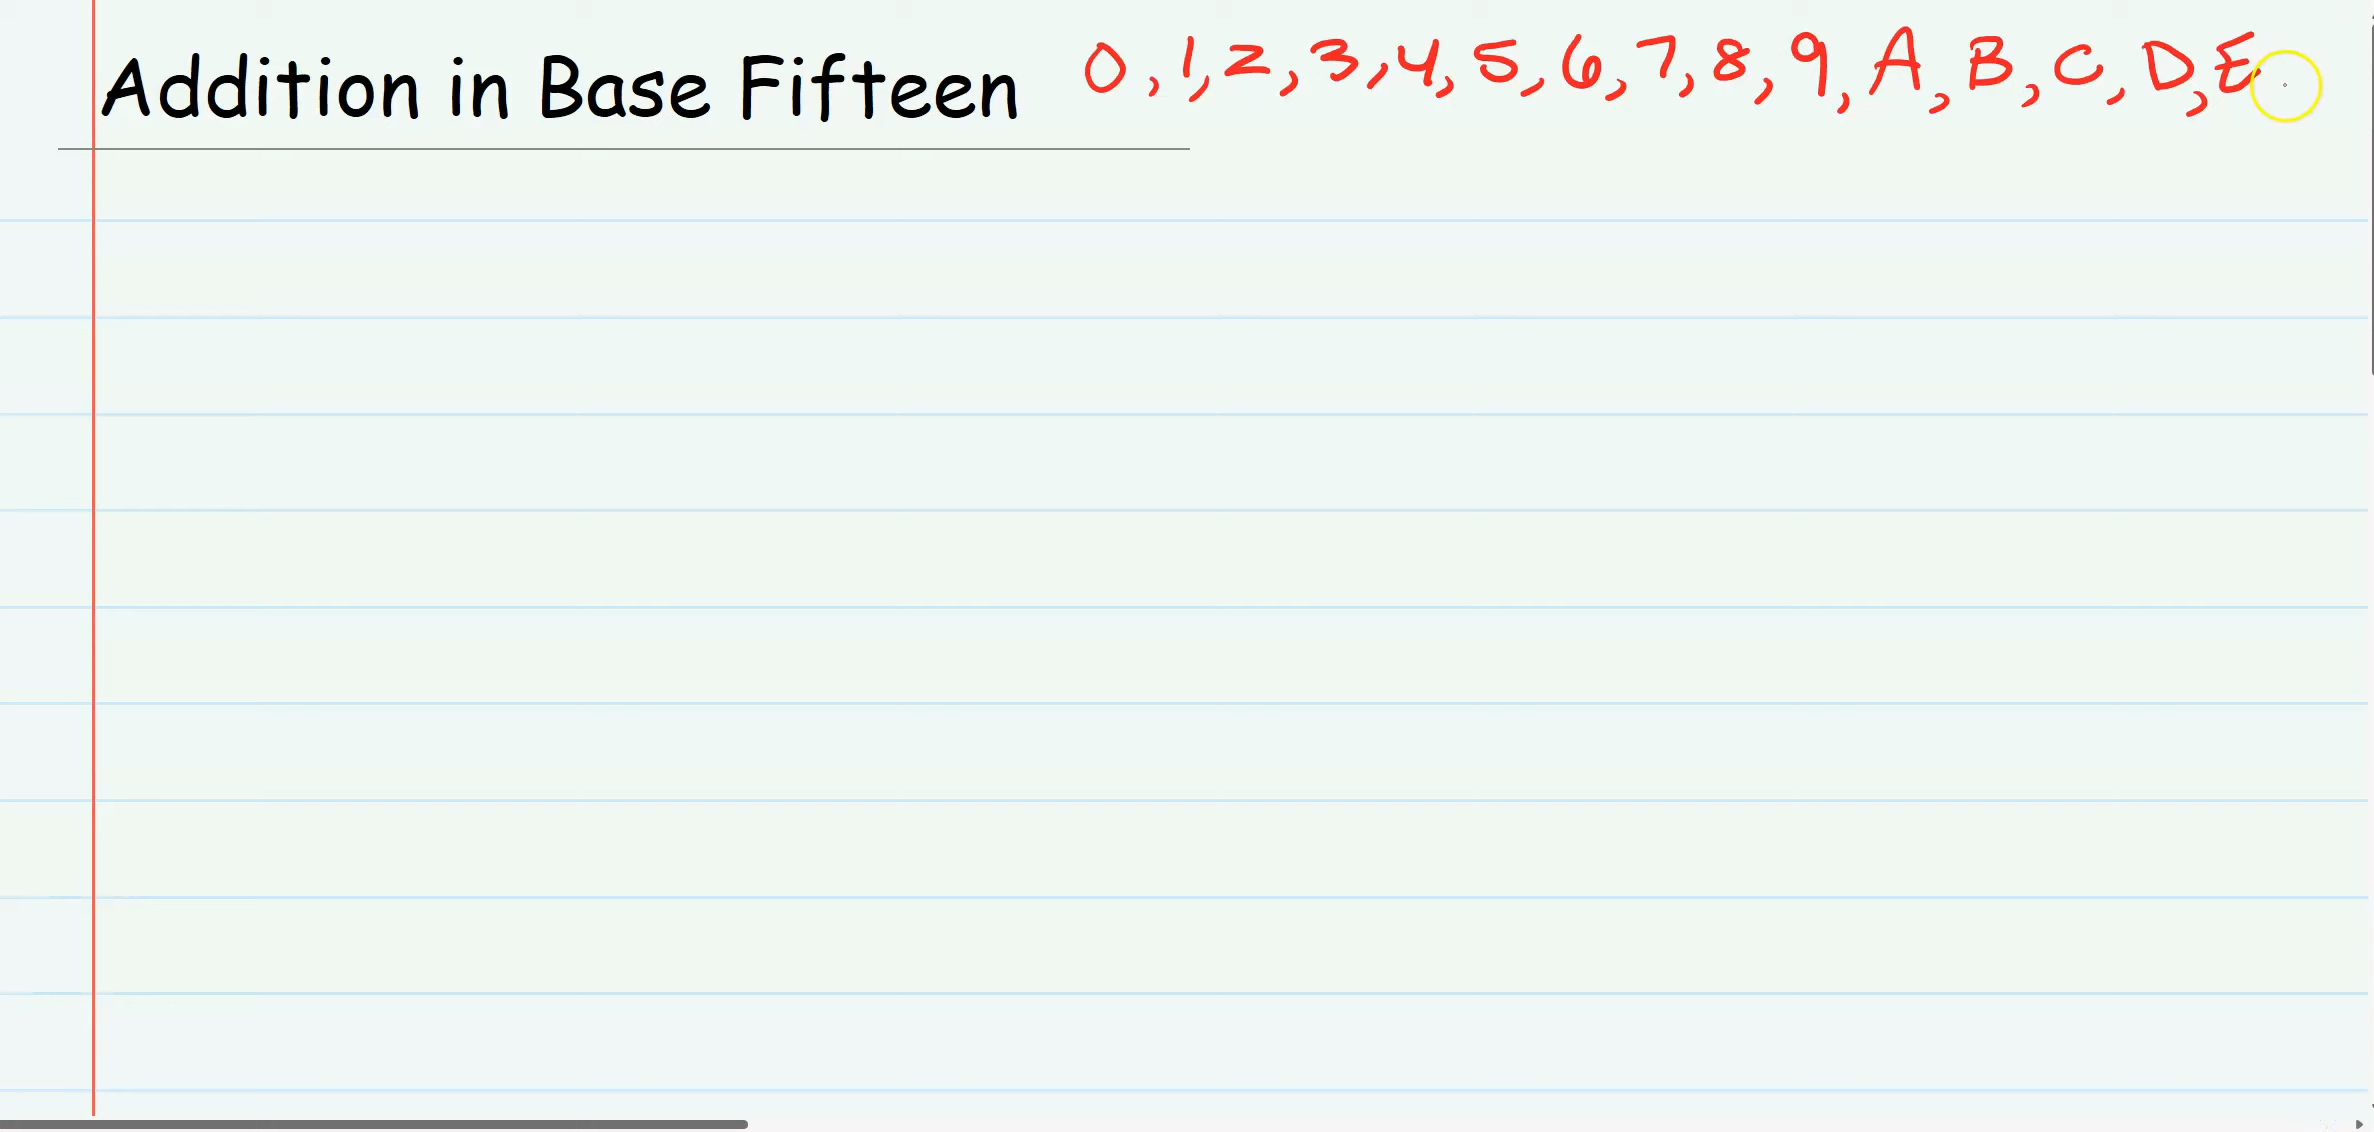 Addition in Base Fifteen 0, 1, 2, 3, 4, 5, 6, 7, 8, 9, A, B, C, D, E